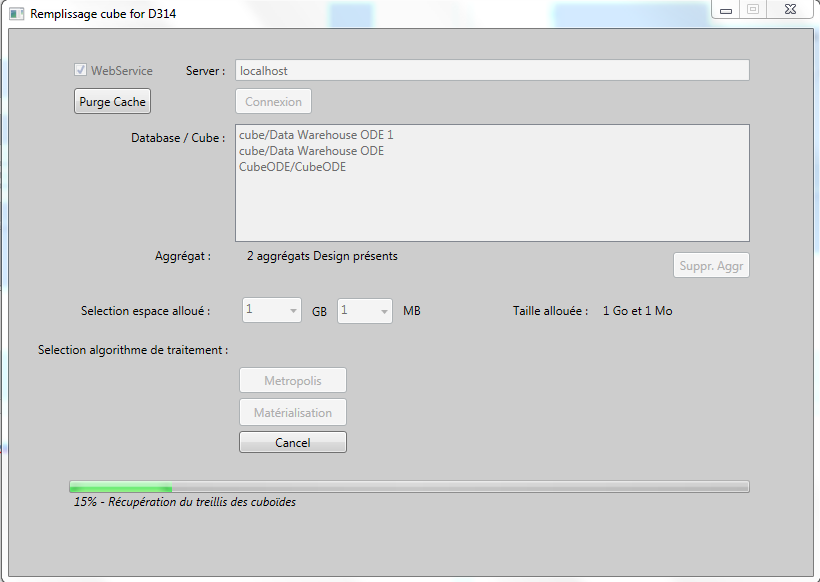 Remplissage cube for D314
WebService Server : localhost
Purge Cache Connexion
Database / Cube : cube/Data Warehouse ODE 1
cube/Data Warehouse ODE
CubeODE/CubeODE
Aggrégat : 2 aggrégats Design présents
Suppr. Aggr
Selection espace alloué : 1 GB 1 MB Taille allouée : 1 Go et 1 Mo
Selection algorithme de traitement :
Metropolis
Matérialisation
Cancel
15% - Récupération du treillis des cuboïdes